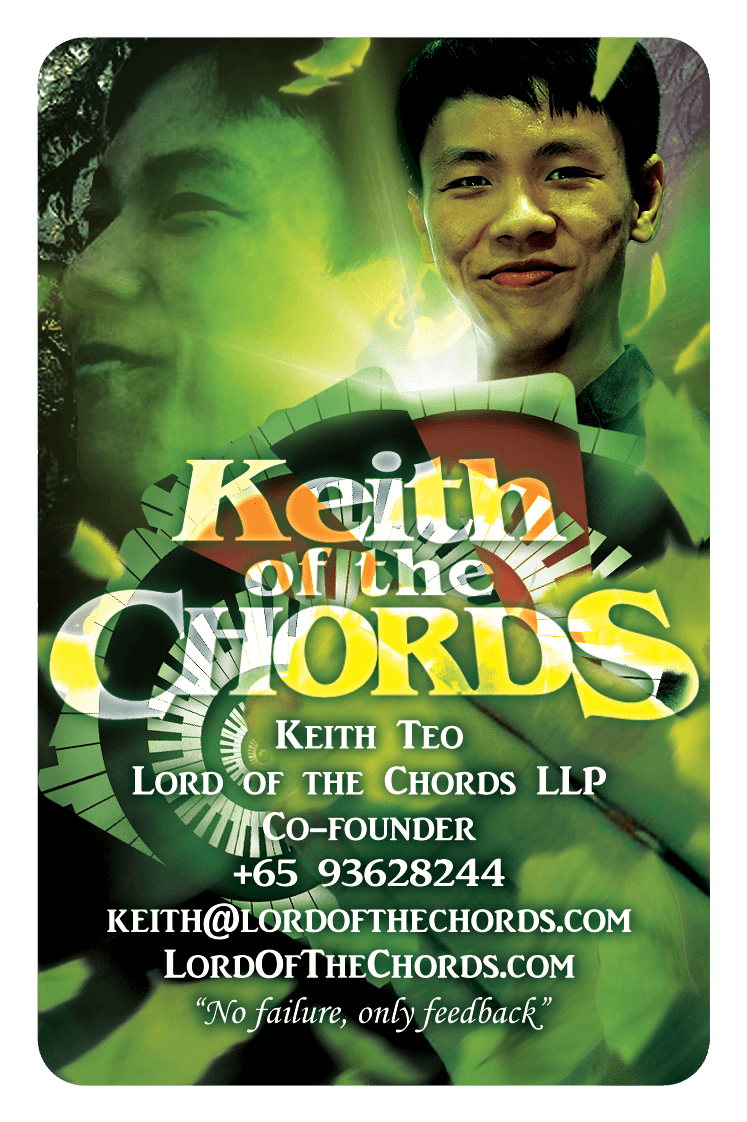 Keith
of the
CHORDS
KEITH TEO
LORD OF THE CHORDS LLP
CO-FOUNDER
+65 93628244
KEITH@LORDOFTHECHORDS.COM
LORDOFTHECHORDS.COM
“No failure, only feedback”